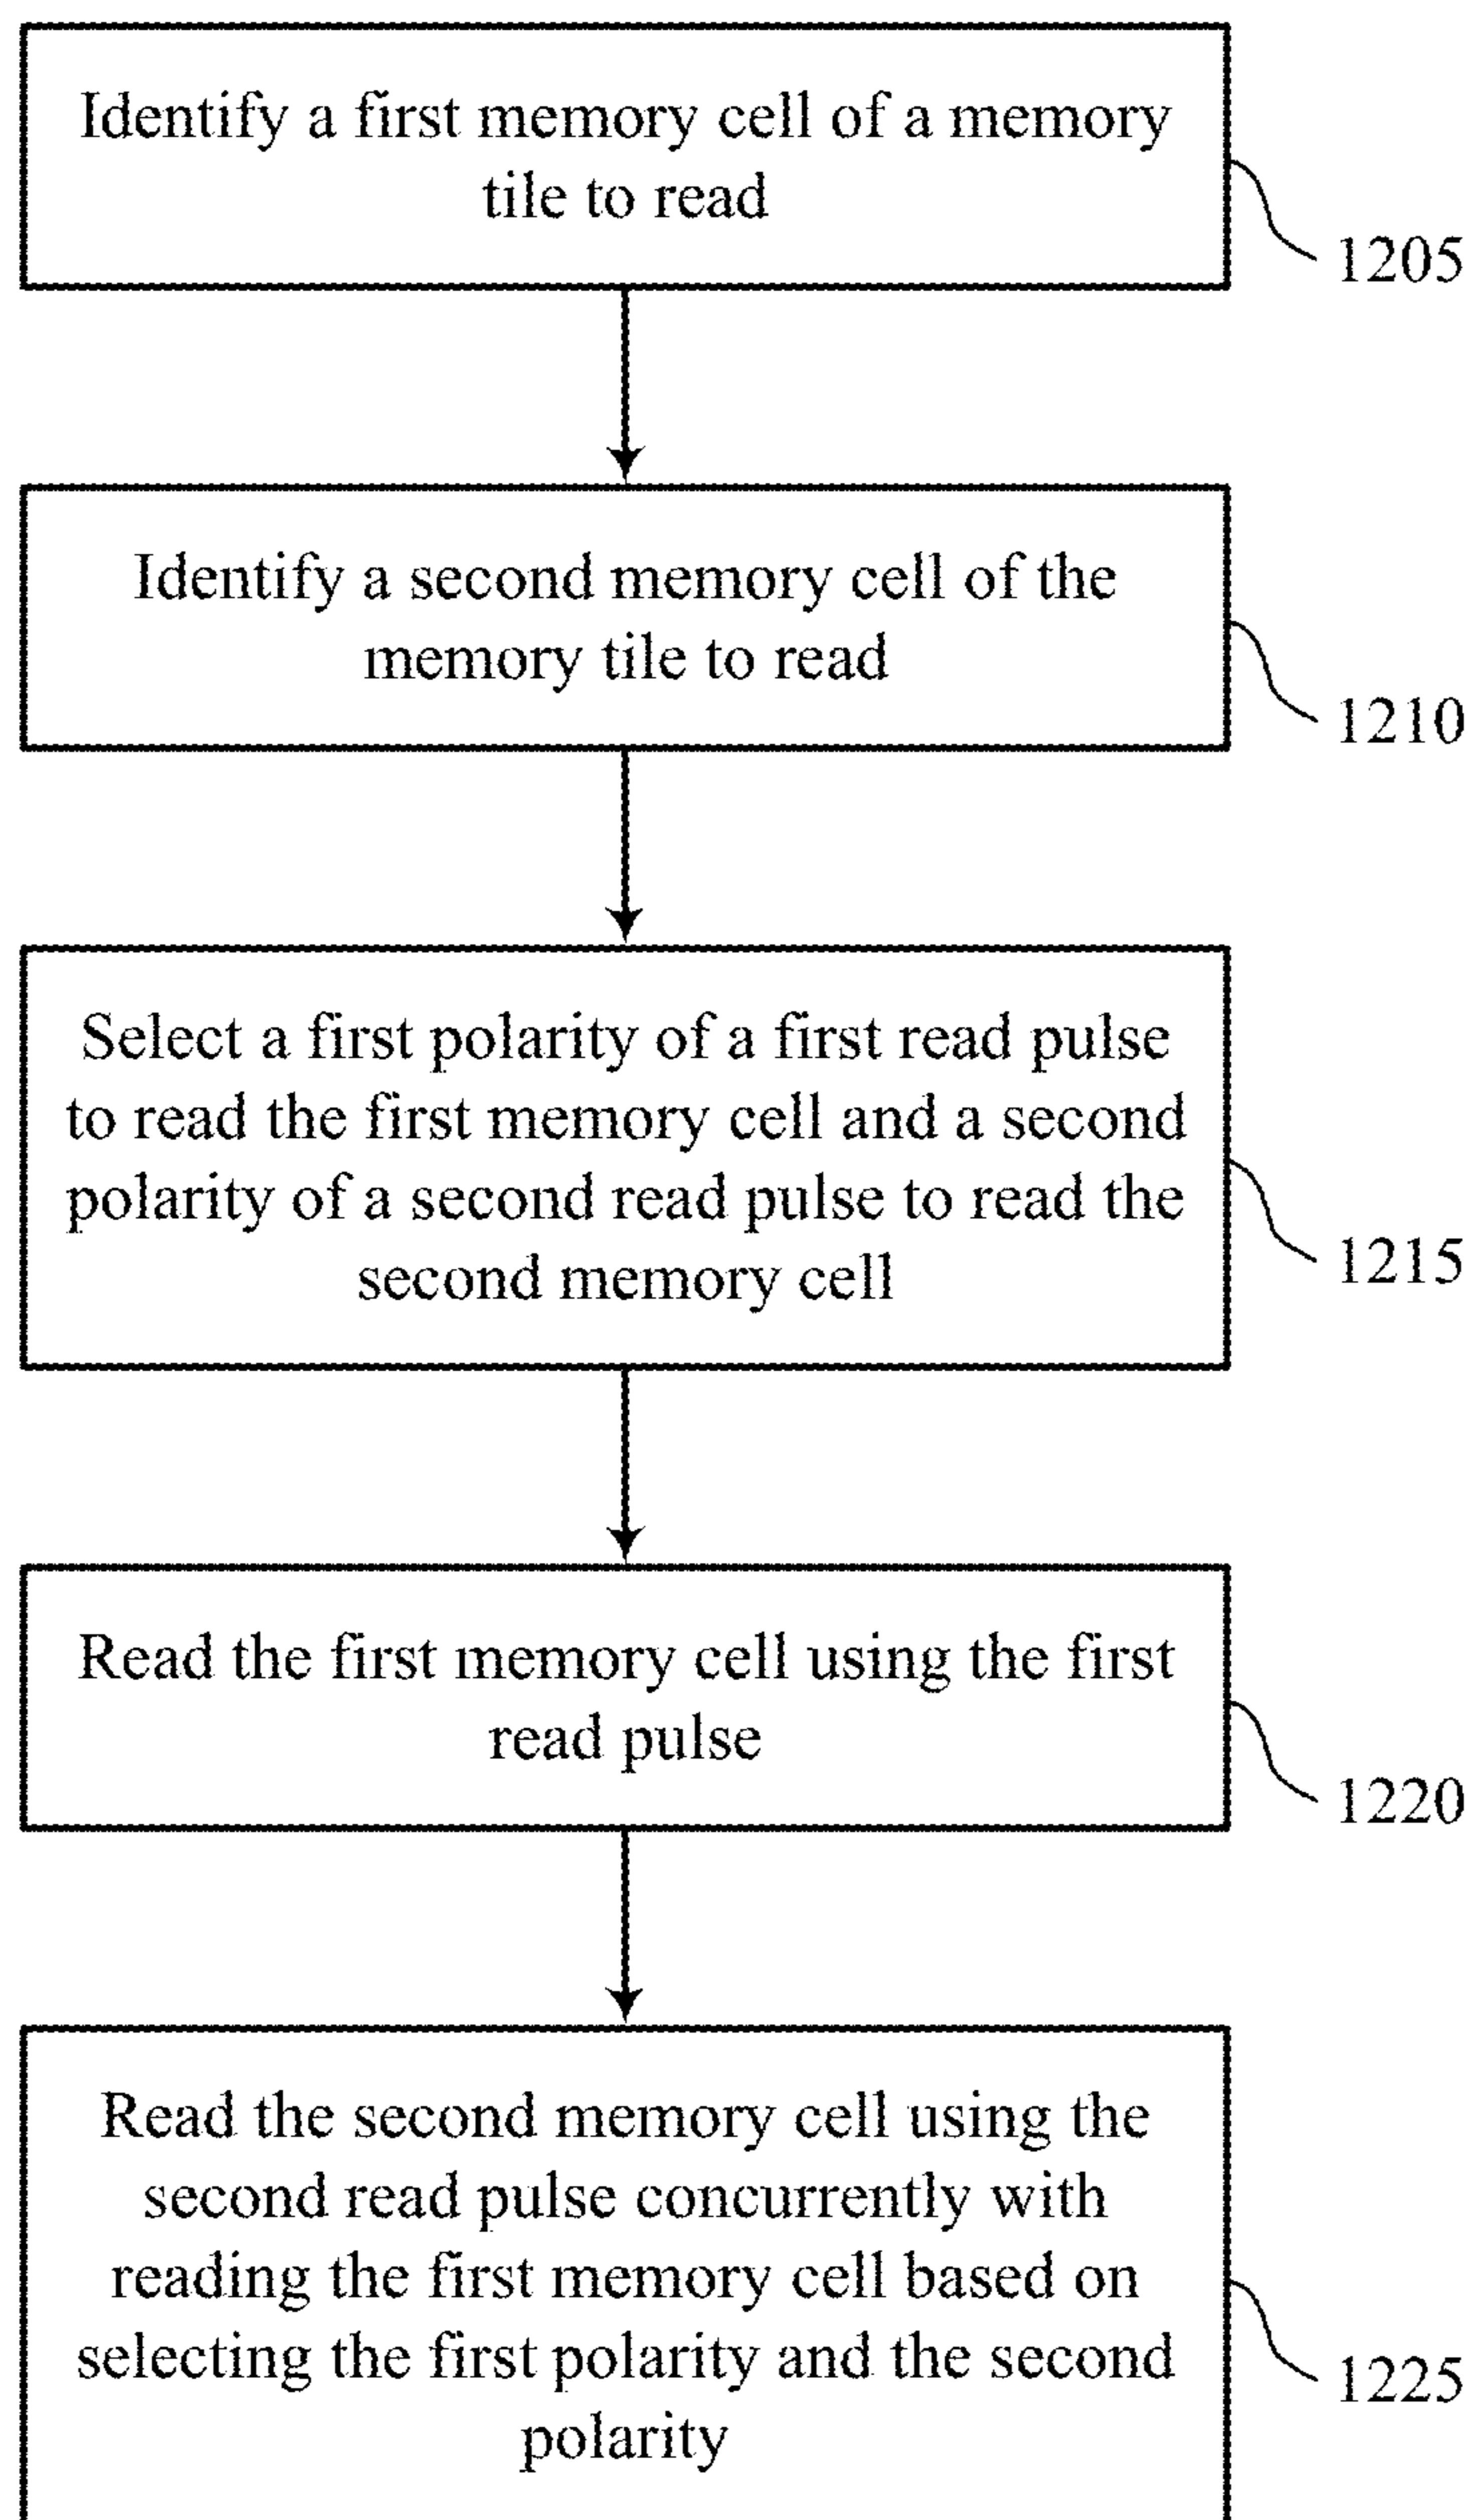 Identify a first memory cell of a memory
tile to read
1205
Identify a second memory cell of the
memory tile to read
1210
Select a first polarity of a first read pulse
to read the first memory cell and a second
polarity of a second read pulse to read the
second memory cell
1215
Read the first memory cell using the first
read pulse
1220
Read the second memory cell using the
second read pulse concurrently with
reading the first memory cell based on
selecting the first polarity and the second
polarity
1225